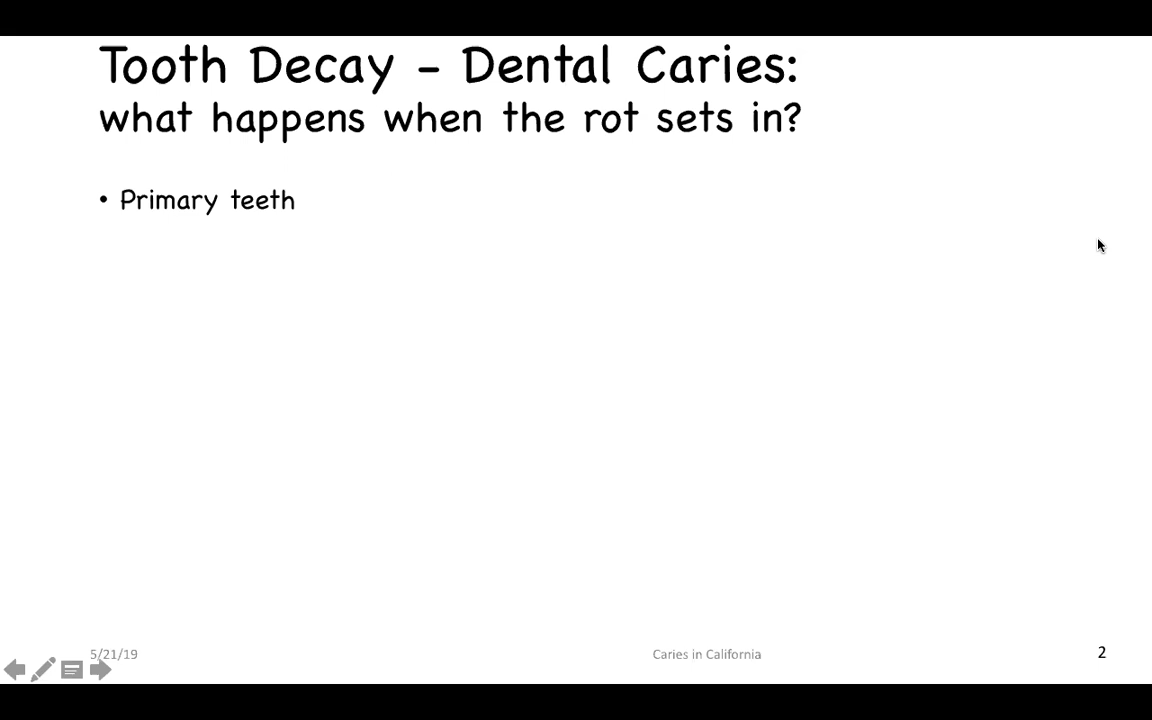 Tooth Decay – Dental Caries:
what happens when the rot sets in?
• Primary teeth
5/21/19
Caries in California
2